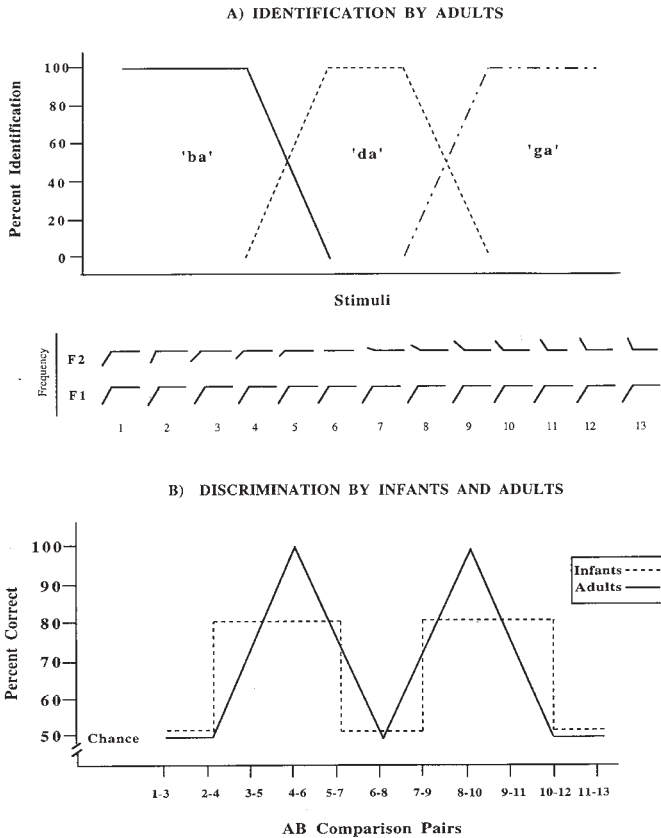 A) IDENTIFICATION BY ADULTS
Percent Identification
100
80
60
40
20
0
'ba'
'da'
'ga'
Stimuli
Frequency
F2
F1
1 2 3 4 5 6 7 8 9 10 11 12 13
B) DISCRIMINATION BY INFANTS AND ADULTS
Percent Correct
100
90
80
70
60
50
Chance
Infants
Adults
1-3 2-4 3-5 4-6 5-7 6-8 7-9 8-10 9-11 10-12 11-13
AB Comparison Pairs